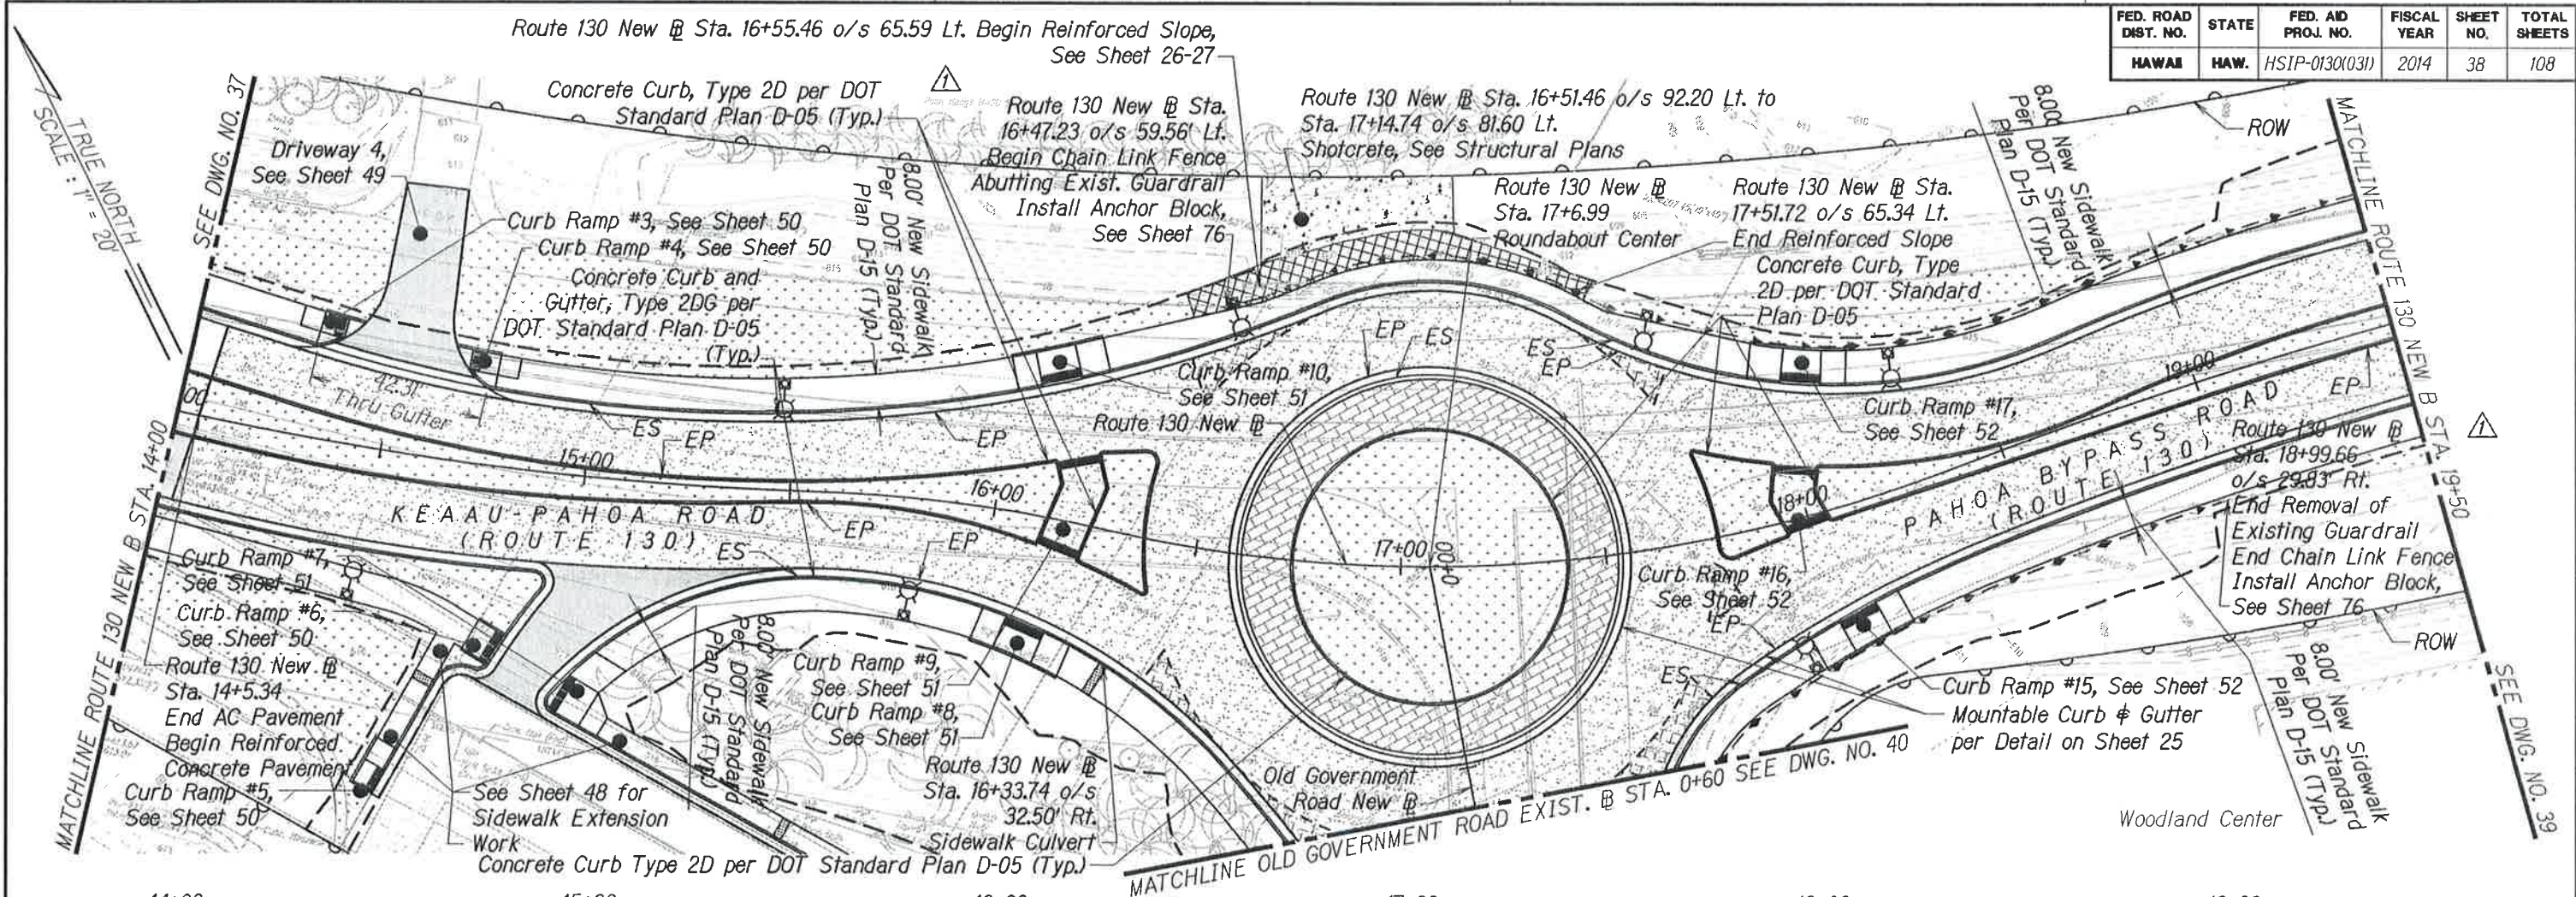 FED. ROAD DIST. NO.
STATE
FED. AID PROJ. NO.
FISCAL YEAR
SHEET NO.
TOTAL SHEETS
HAWAII
HAW.
HSIP-0130(031)
2014
38
108
TRUE NORTH
SCALE : 1" = 20'
SEE DWG. NO. 37
Route 130 New ⅊ Sta. 16+55.46 o/s 65.59 Lt. Begin Reinforced Slope,
See Sheet 26-27
Concrete Curb, Type 2D per DOT
Standard Plan D-05 (Typ.)
1
Route 130 New ⅊ Sta.
16+47.23 o/s 59.56' Lt.
Begin Chain Link Fence
Abutting Exist. Guardrail
Install Anchor Block,
See Sheet 76
Route 130 New ⅊ Sta. 16+51.46 o/s 92.20 Lt. to
Sta. 17+14.74 o/s 81.60 Lt.
Shotcrete, See Structural Plans
8.00' New Sidewalk
Per DOT Standard
Plan D-15 (Typ.)
ROW
Driveway 4,
See Sheet 49
Curb Ramp #3, See Sheet 50
Curb Ramp #4, See Sheet 50
Concrete Curb and
Gutter, Type 2DG per
DOT Standard Plan D-05
(Typ.)
8.00' New Sidewalk
Per DOT Standard
Plan D-15 (Typ.)
Route 130 New ⅊
Sta. 17+6.99
Roundabout Center
Route 130 New ⅊ Sta.
17+51.72 o/s 65.34 Lt.
End Reinforced Slope
Concrete Curb, Type
2D per DOT Standard
Plan D-05
MATCHLINE ROUTE 130 NEW ⅊ STA. 19+50
42.31'
Thru Gutter
00
ES
EP
EP
Curb Ramp #10,
See Sheet 51
Route 130 New ⅊
EP
ES
ES
EP
Curb Ramp #17,
See Sheet 52
19+00
EP
15+00
16+00
17+00
0+00
18+00
KEAAU-PAHOA ROAD
(ROUTE 130)
EP
ES
EP
PAHOA BYPASS ROAD
(ROUTE 130)
Route 130 New ⅊
Sta. 18+99.66
o/s 29.83' Rt.
End Removal of
Existing Guardrail
End Chain Link Fence
Install Anchor Block,
See Sheet 76
1
MATCHLINE ROUTE 130 NEW B STA. 14+00
Curb Ramp #7,
See Sheet 51
Curb Ramp #6,
See Sheet 50
Route 130 New ⅊
Sta. 14+5.34
End AC Pavement
Begin Reinforced
Concrete Pavement
Curb Ramp #5,
See Sheet 50
See Sheet 48 for
Sidewalk Extension
Work
8.00' New Sidewalk
Per DOT Standard
Plan D-15 (Typ.)
Curb Ramp #9,
See Sheet 51
Curb Ramp #8,
See Sheet 51
Route 130 New ⅊
Sta. 16+33.74 o/s
32.50' Rt.
Sidewalk Culvert
Concrete Curb Type 2D per DOT Standard Plan D-05 (Typ.)
Curb Ramp #16,
See Sheet 52
EP
ES
Curb Ramp #15, See Sheet 52
Mountable Curb & Gutter
per Detail on Sheet 25
Old Government
Road New ⅊
MATCHLINE OLD GOVERNMENT ROAD EXIST. ⅊ STA. 0+60 SEE DWG. NO. 40
ROW
8.00' New Sidewalk
Per DOT Standard
Plan D-15 (Typ.)
Woodland Center
SEE DWG. NO. 39